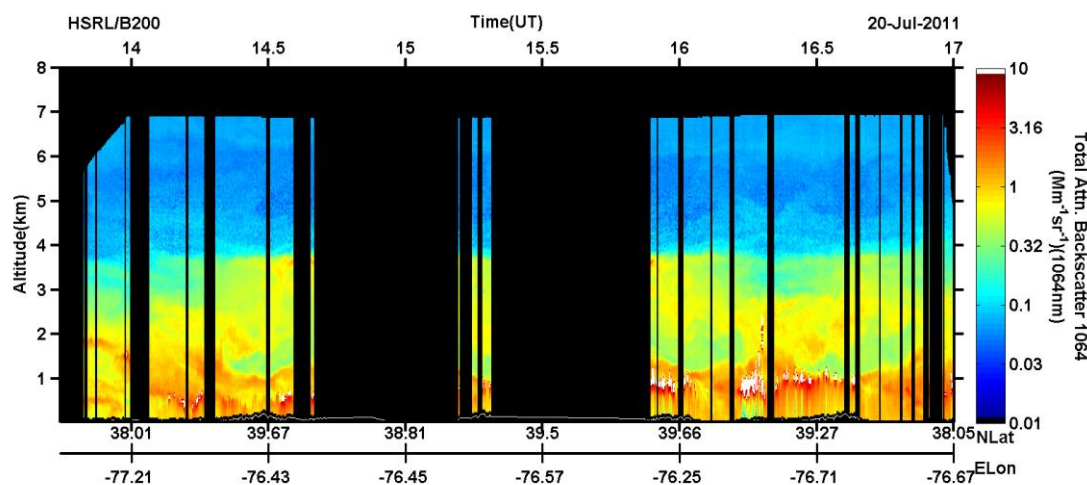 HSRL/B200 Time(UT) 20-Jul-2011
14 14.5 15 15.5 16 16.5 17
8 10
7
3.16
6
5 1
4 0.32
3
0.1
2
0.03
1
0.01
Altitude(km)
Total Attn. Backscatter 1064
(Mm⁻¹sr⁻¹)(1064nm)
38.01 39.67 38.81 39.5 39.66 39.27 38.05 NLat
-77.21 -76.43 -76.45 -76.57 -76.25 -76.71 -76.67 ELon